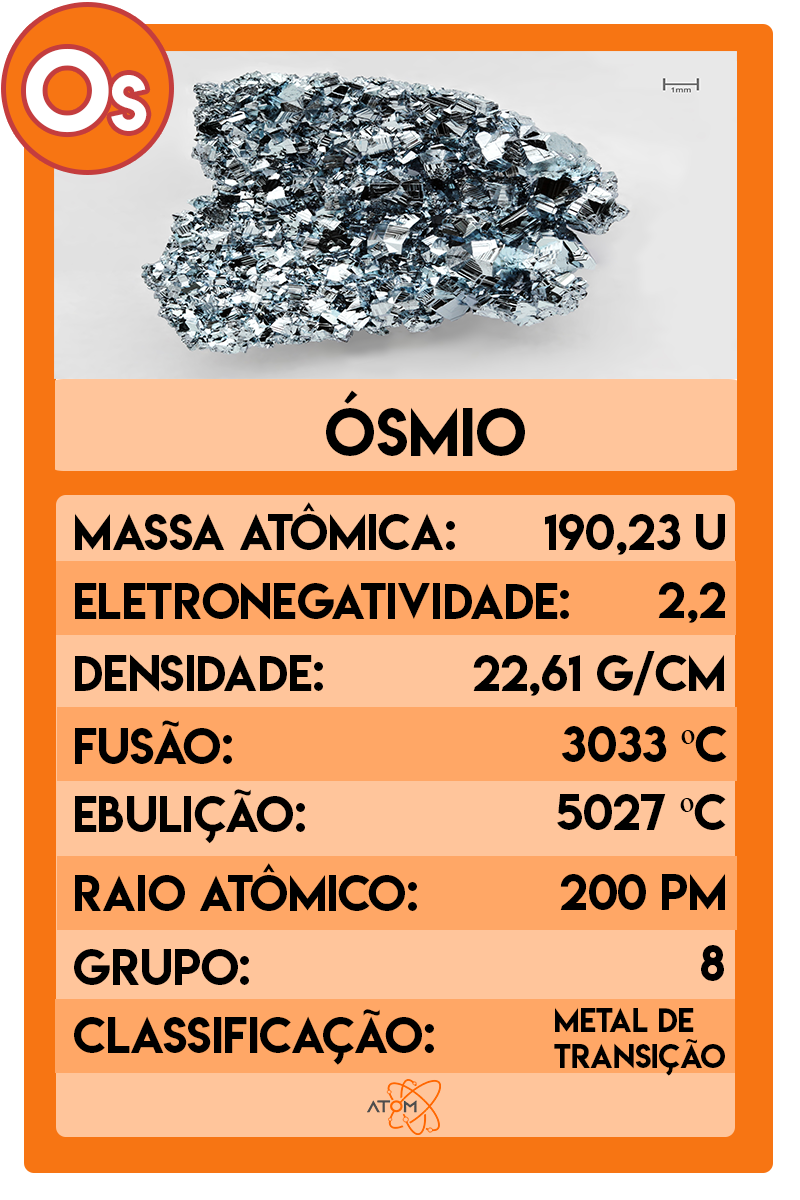 Os
1mm
ÓSMIO
MASSA ATÔMICA: 190,23 U
ELETRONEGATIVIDADE: 2,2
DENSIDADE: 22,61 G/CM
FUSÃO: 3033 ºC
EBULIÇÃO: 5027 ºC
RAIO ATÔMICO: 200 PM
GRUPO: 8
CLASSIFICAÇÃO: METAL DE
TRANSIÇÃO
ATOM